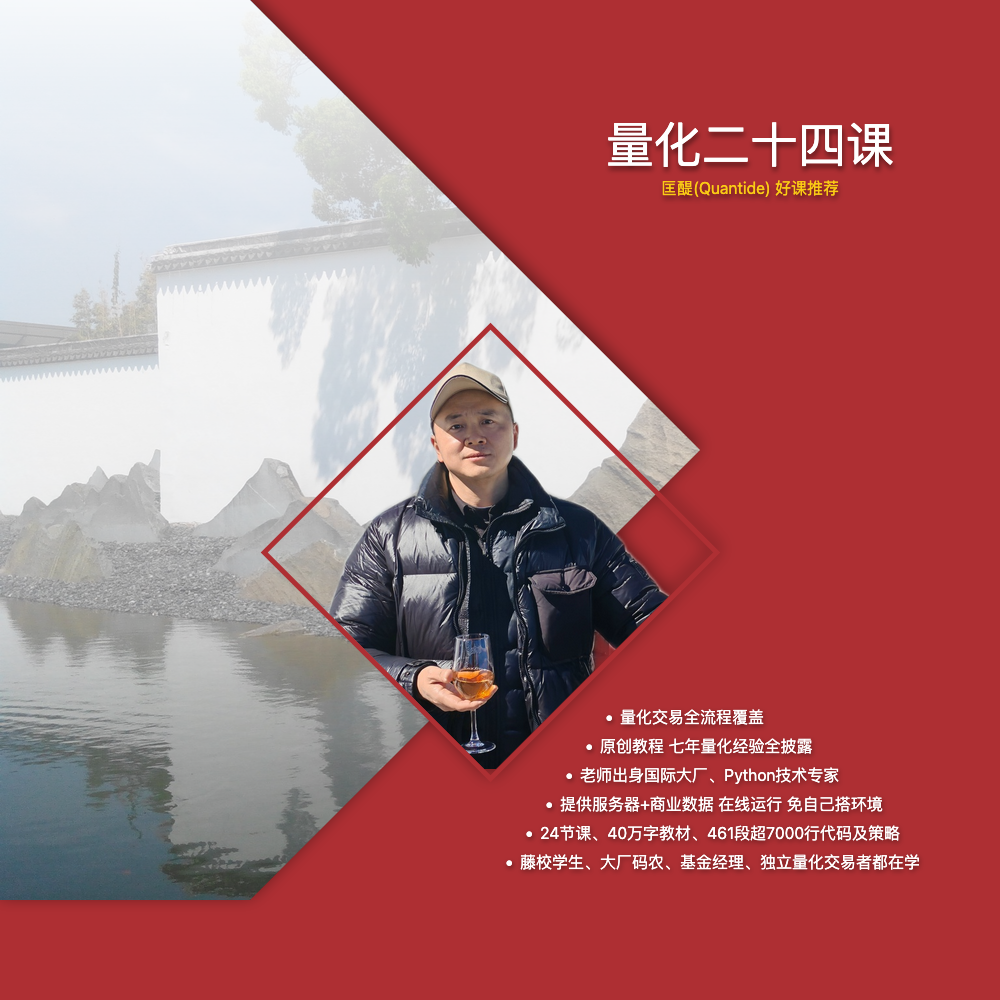 量化二十四课
匡醍(Quantide) 好课推荐
• 量化交易全流程覆盖
• 原创教程 七年量化经验全披露
• 老师出身国际大厂、Python技术专家
• 提供服务器+商业数据 在线运行 免自己搭环境
• 24节课、40万字教材、461段超7000行代码及策略
• 藤校学生、大厂码农、基金经理、独立量化交易者都在学